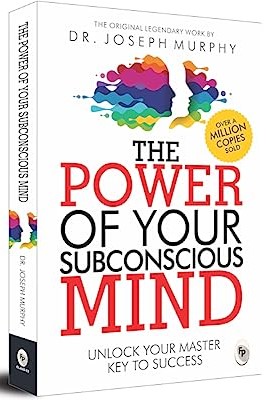 THE ORIGINAL LEGENDARY WORK BY
DR. JOSEPH MURPHY
OVER A
MILLION
COPIES
SOLD
THE
POWER
OF YOUR
SUBCONSCIOUS
MIND
UNLOCK YOUR MASTER
KEY TO SUCCESS
FP
THE POWER OF YOUR SUBCONSCIOUS MIND
DR. JOSEPH MURPHY
FP